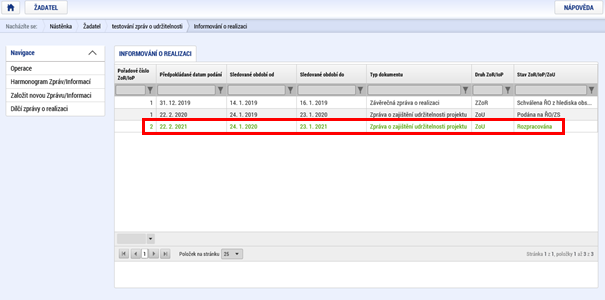 ŽADATEL NÁPOVĚDA
Nacházíte se: Nástěnka Žadatel testování zpráv o udržitelnosti Informování o realizaci
Navigace
Operace
Harmonogram Zpráv/Informací
Založit novou Zprávu/Informaci
Dílčí zprávy o realizaci
INFORMOVÁNÍ O REALIZACI
Pořadové číslo ZoR/IoP Předpokládané datum podání Sledované období od Sledované období do Typ dokumentu Druh ZoR/IoP Stav ZoR/IoP/ZoU
1 31. 12. 2019 14. 1. 2019 16. 1. 2019 Závěrečná zpráva o realizaci ZZoR Schválena ŘO z hlediska obs...
1 22. 2. 2020 24. 1. 2019 23. 1. 2020 Zpráva o zajištění udržitelnosti projektu ZoU Podána na ŘO/ZS
2 22. 2. 2021 24. 1. 2020 23. 1. 2021 Zpráva o zajištění udržitelnosti projektu ZoU Rozpracována
1 Položek na stránku 25 Stránka 1 z 1, položky 1 až 3 z 3